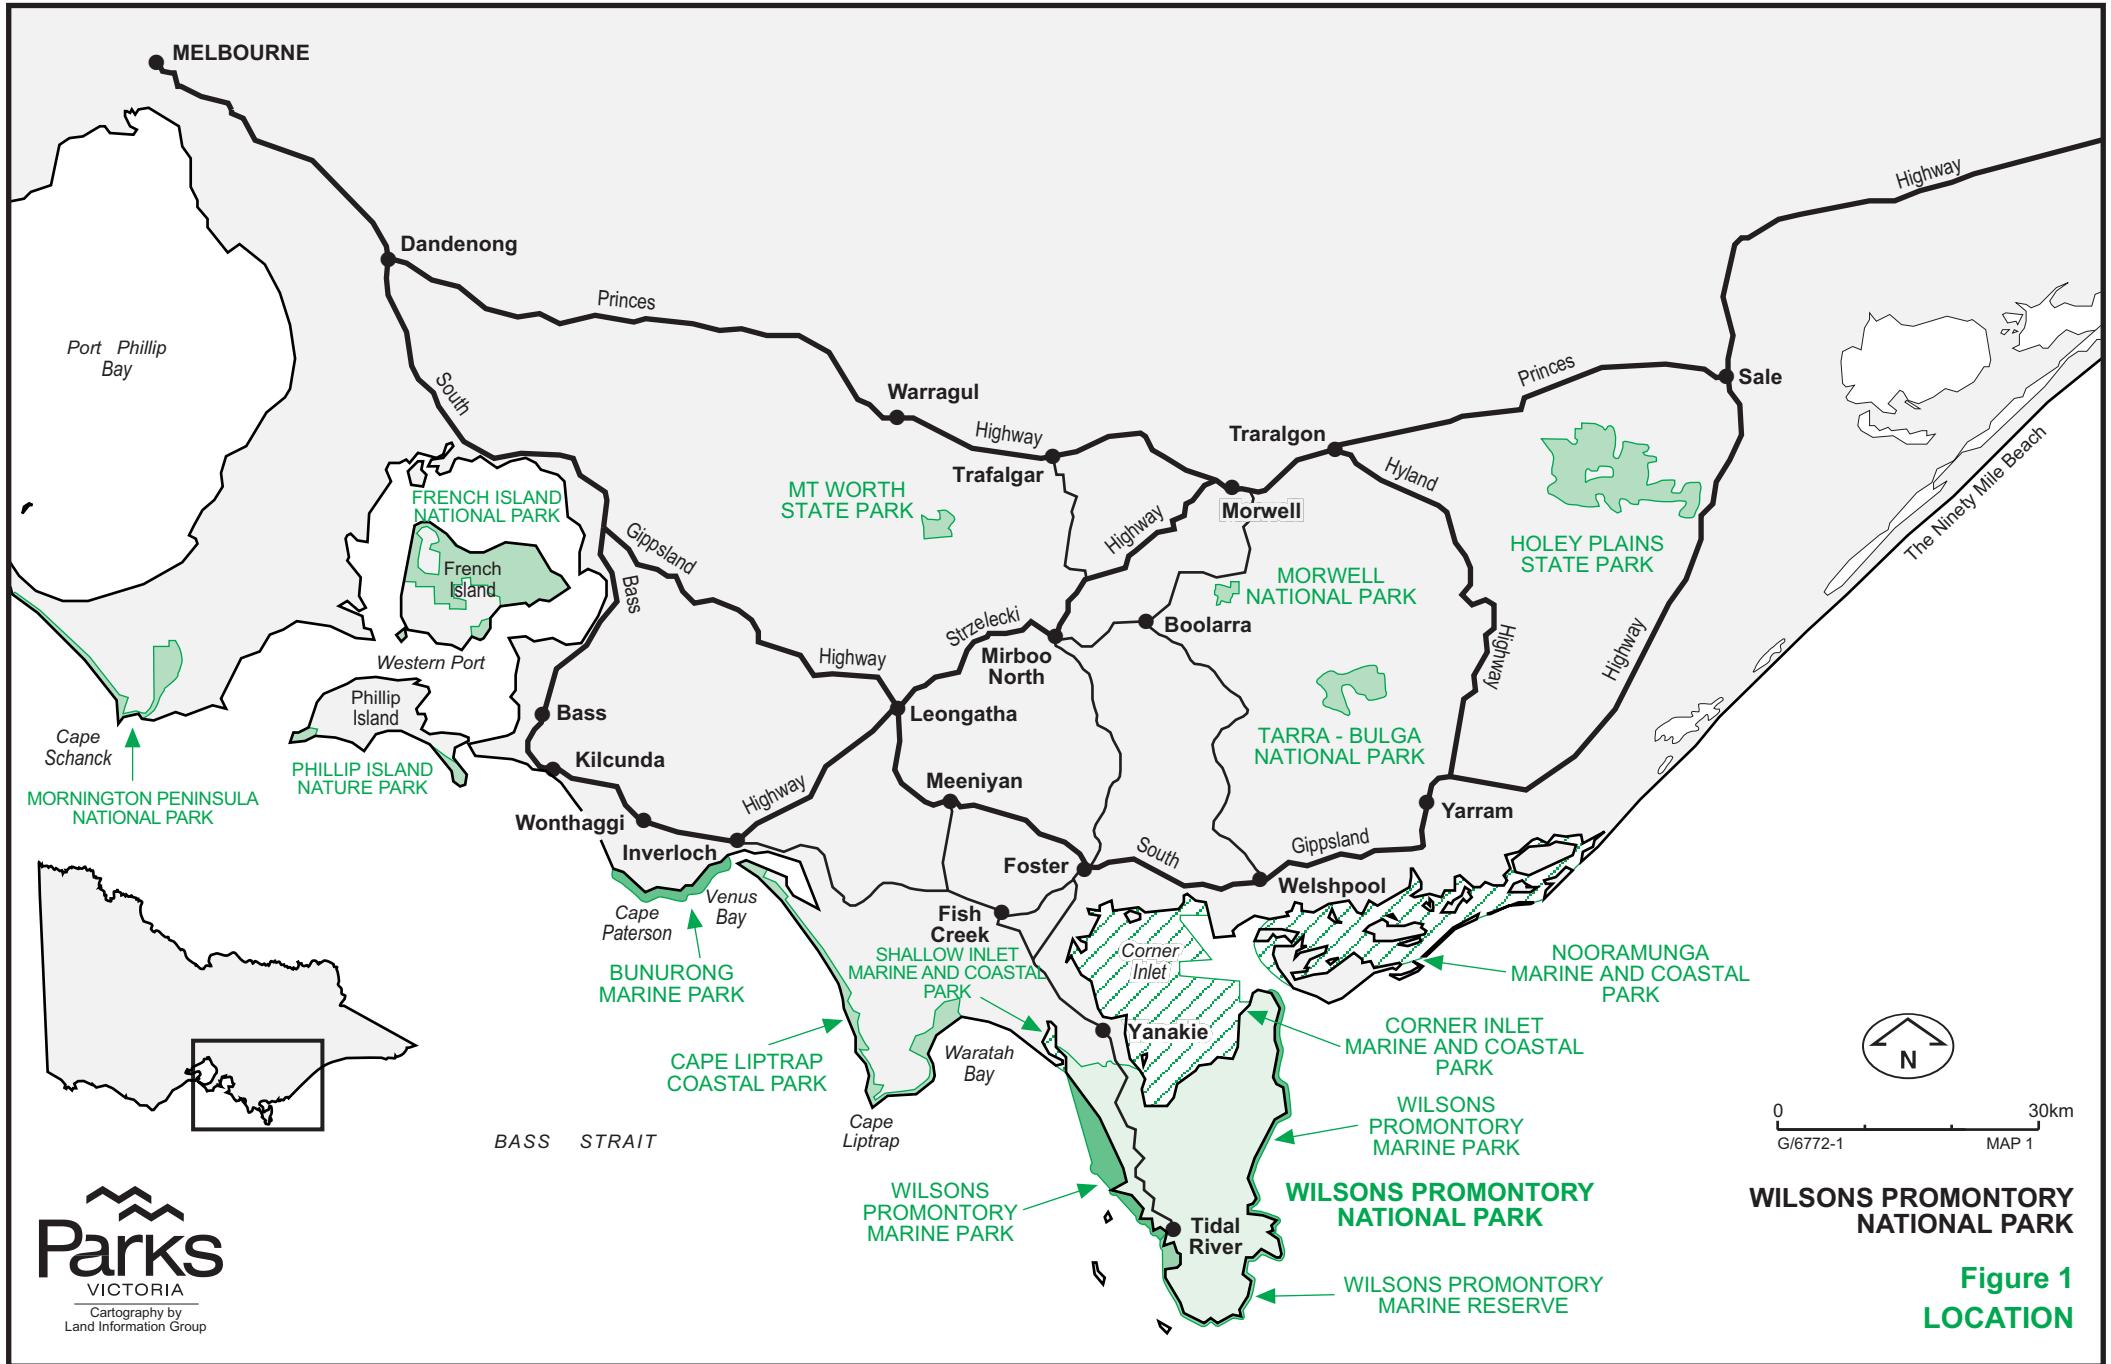 MELBOURNE
Highway
Dandenong
Princes
Port Phillip
Bay
South
Warragul
Highway
Trafalgar
Traralgon
Princes
Sale
Hyland
The Ninety Mile Beach
FRENCH ISLAND
NATIONAL PARK
MT WORTH
STATE PARK
Morwell
Highway
HOLEY PLAINS
STATE PARK
Gippsland
French
Island
Bass
MORWELL
NATIONAL PARK
Strzelecki
Boolarra
Highway
Highway
Western Port
Highway
Mirboo
North
Phillip
Island
Bass
Leongatha
Cape
Schanck
TARRA - BULGA
NATIONAL PARK
PHILLIP ISLAND
NATURE PARK
Kilcunda
Meeniyan
Highway
MORNINGTON PENINSULA
NATIONAL PARK
Yarram
Wonthaggi
Inverloch
Foster
South
Gippsland
Welshpool
Venus
Bay
Cape
Paterson
Fish
Creek
SHALLOW INLET
MARINE AND COASTAL
PARK
Corner
Inlet
NOORAMUNGA
MARINE AND COASTAL
PARK
BUNURONG
MARINE PARK
Yanakie
CORNER INLET
MARINE AND COASTAL
PARK
Waratah
Bay
CAPE LIPTRAP
COASTAL PARK
N
Cape
Liptrap
WILSONS
PROMONTORY
MARINE PARK
0 30km
G/6772-1 MAP 1
BASS STRAIT
WILSONS
PROMONTORY
MARINE PARK
WILSONS PROMONTORY
NATIONAL PARK
WILSONS PROMONTORY
NATIONAL PARK
Tidal
River
WILSONS PROMONTORY
MARINE RESERVE
Parks
VICTORIA
Cartography by
Land Information Group
Figure 1
LOCATION